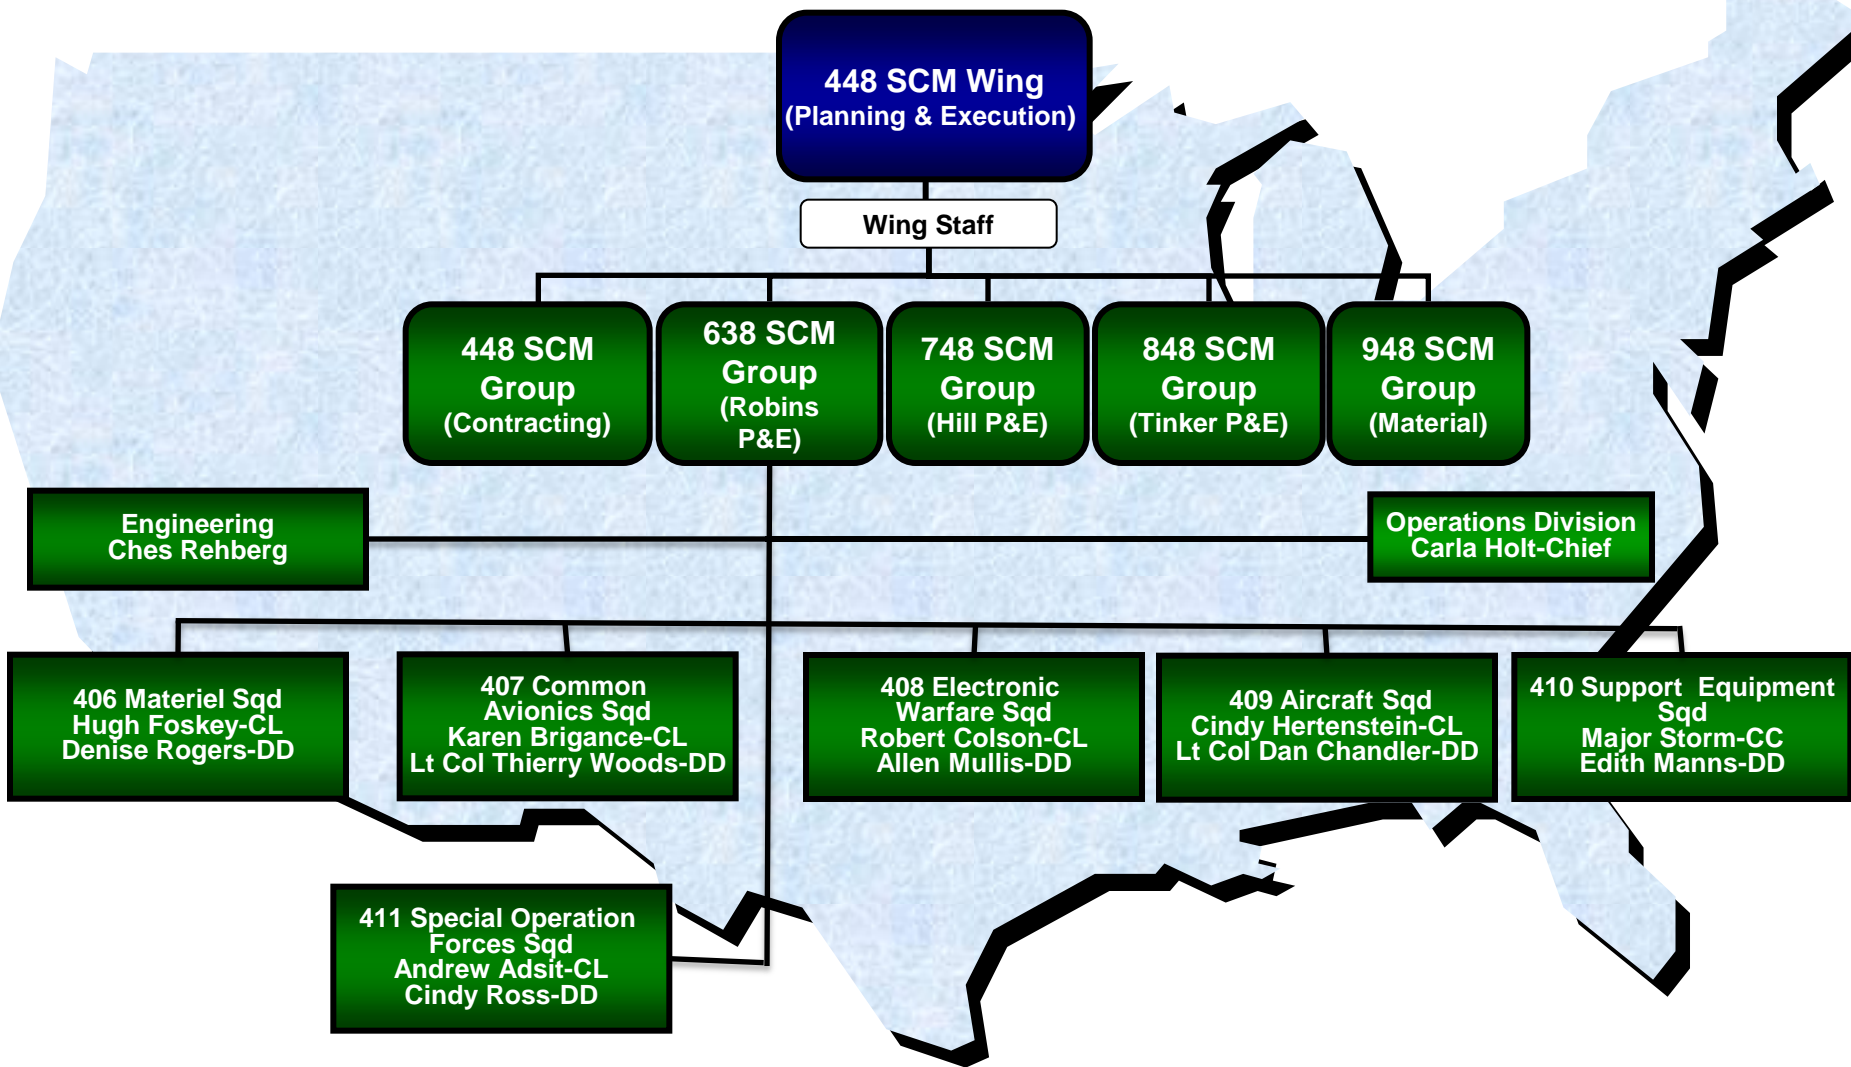 448 SCM Wing
(Planning & Execution)
Wing Staff
448 SCM
Group
(Contracting)
638 SCM
Group
(Robins
P&E)
748 SCM
Group
(Hill P&E)
848 SCM
Group
(Tinker P&E)
948 SCM
Group
(Material)
Engineering
Ches Rehberg
Operations Division
Carla Holt-Chief
406 Materiel Sqd
Hugh Foskey-CL
Denise Rogers-DD
407 Common
Avionics Sqd
Karen Brigance-CL
Lt Col Thierry Woods-DD
408 Electronic
Warfare Sqd
Robert Colson-CL
Allen Mullis-DD
409 Aircraft Sqd
Cindy Hertenstein-CL
Lt Col Dan Chandler-DD
410 Support  Equipment
Sqd
Major Storm-CC
Edith Manns-DD
411 Special Operation
Forces Sqd
Andrew Adsit-CL
Cindy Ross-DD